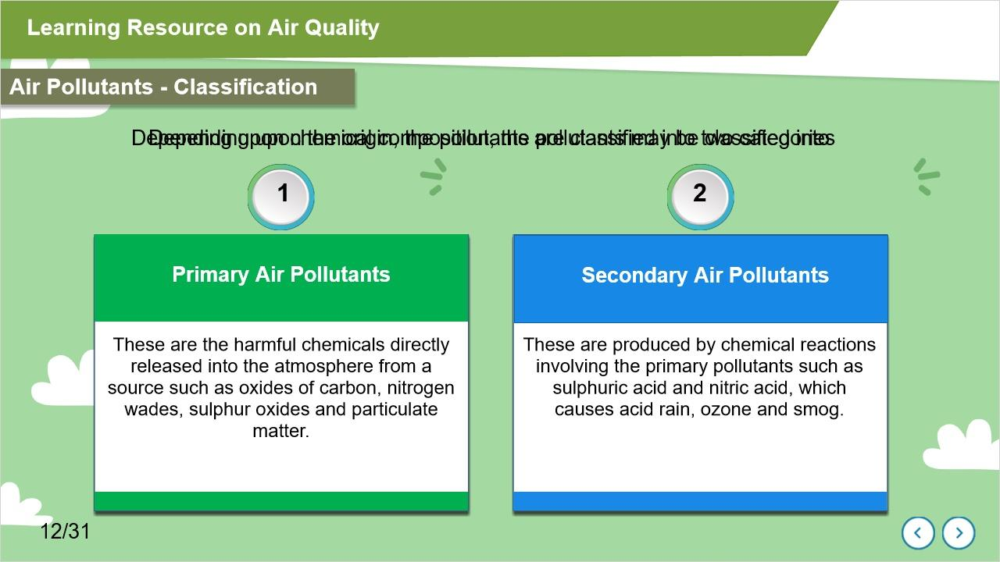 Learning Resource on Air Quality
Air Pollutants - Classification
1
2
Primary Air Pollutants
These are the harmful chemicals directly
released into the atmosphere from a
source such as oxides of carbon, nitrogen
wades, sulphur oxides and particulate
matter.
Secondary Air Pollutants
These are produced by chemical reactions
involving the primary pollutants such as
sulphuric acid and nitric acid, which
causes acid rain, ozone and smog.
12/31